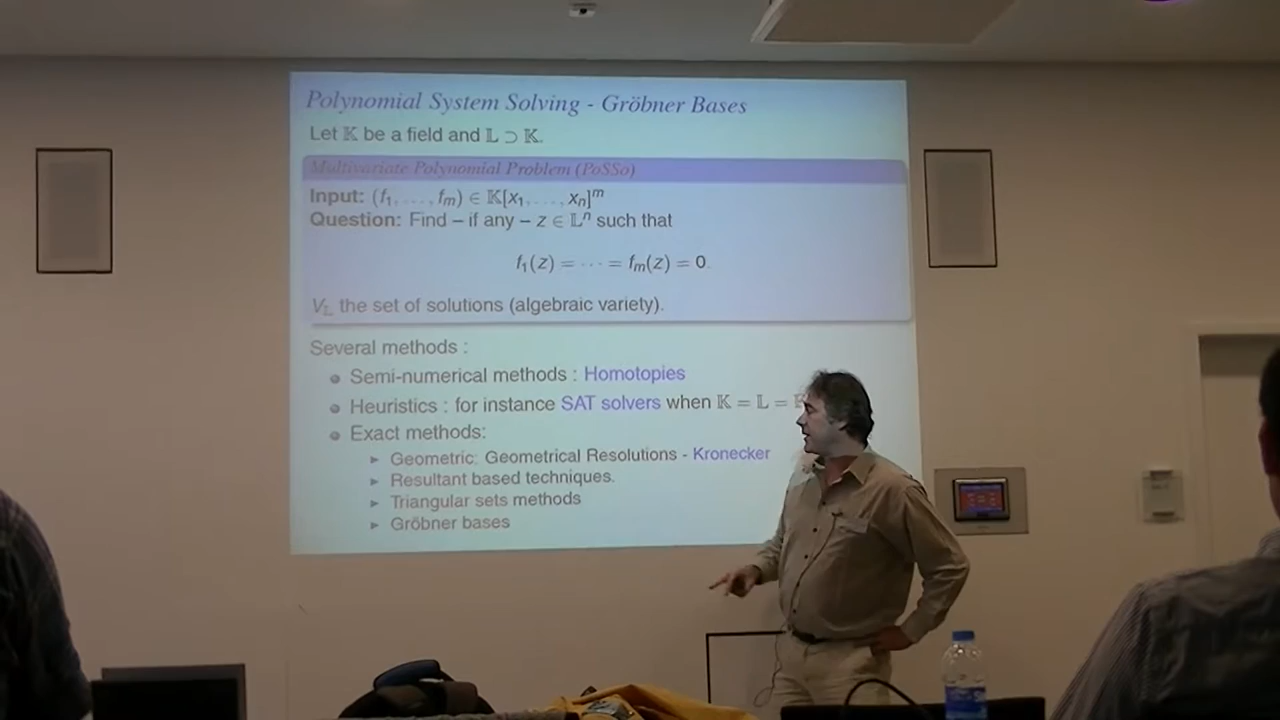 Polynomial System Solving - Gröbner Bases
Let 𝕂 be a field and 𝕃 ⊃ 𝕂.
Multivariate Polynomial Problem (PoSSo)
Input: (f₁, ..., fₘ) ∈ 𝕂[x₁, ..., xₙ]ᵐ
Question: Find – if any – z ∈ 𝕃ⁿ such that
f₁(z) = ··· = fₘ(z) = 0.
V_𝕃 the set of solutions (algebraic variety).
Several methods :
Semi-numerical methods : Homotopies
Heuristics : for instance SAT solvers when 𝕂 = 𝕃 =
Exact methods:
Geometric: Geometrical Resolutions - Kronecker
Resultant based techniques.
Triangular sets methods
Gröbner bases